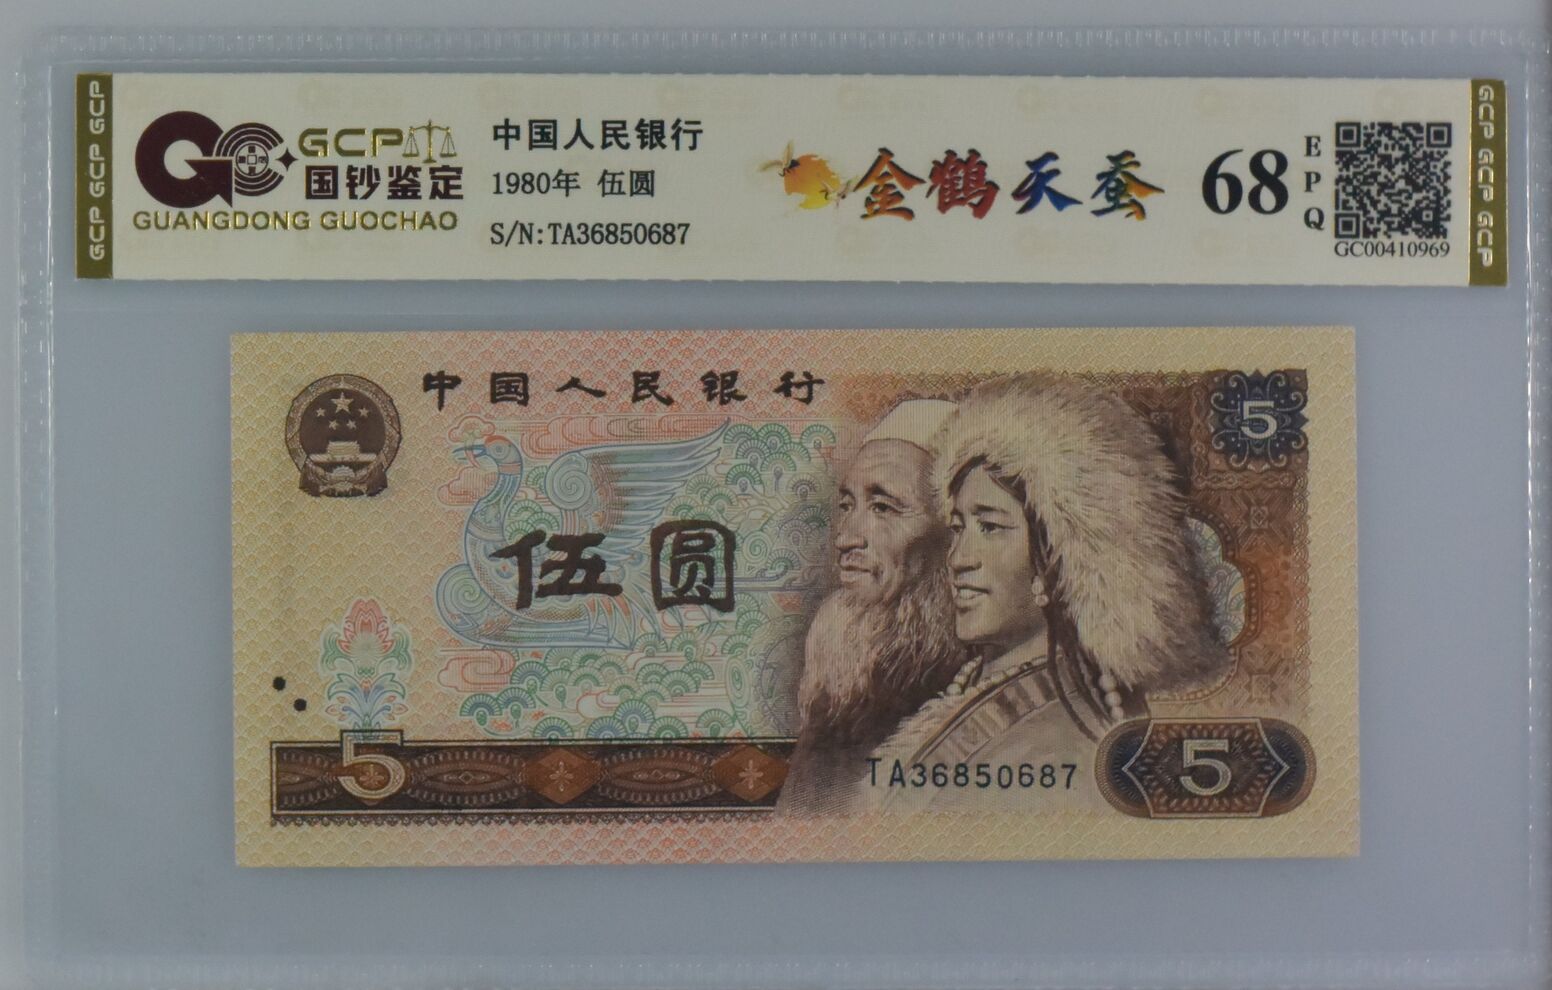 GCP GCP GCP
GCP
国钞鉴定
GUANGDONG GUOCHAO
中国人民银行
1980年 伍圆
S/N:TA36850687
金鹤天蚕
68
EPQ
GC00410969
GCP GCP GCP
中国人民银行
5
伍圆
5
TA36850687
5